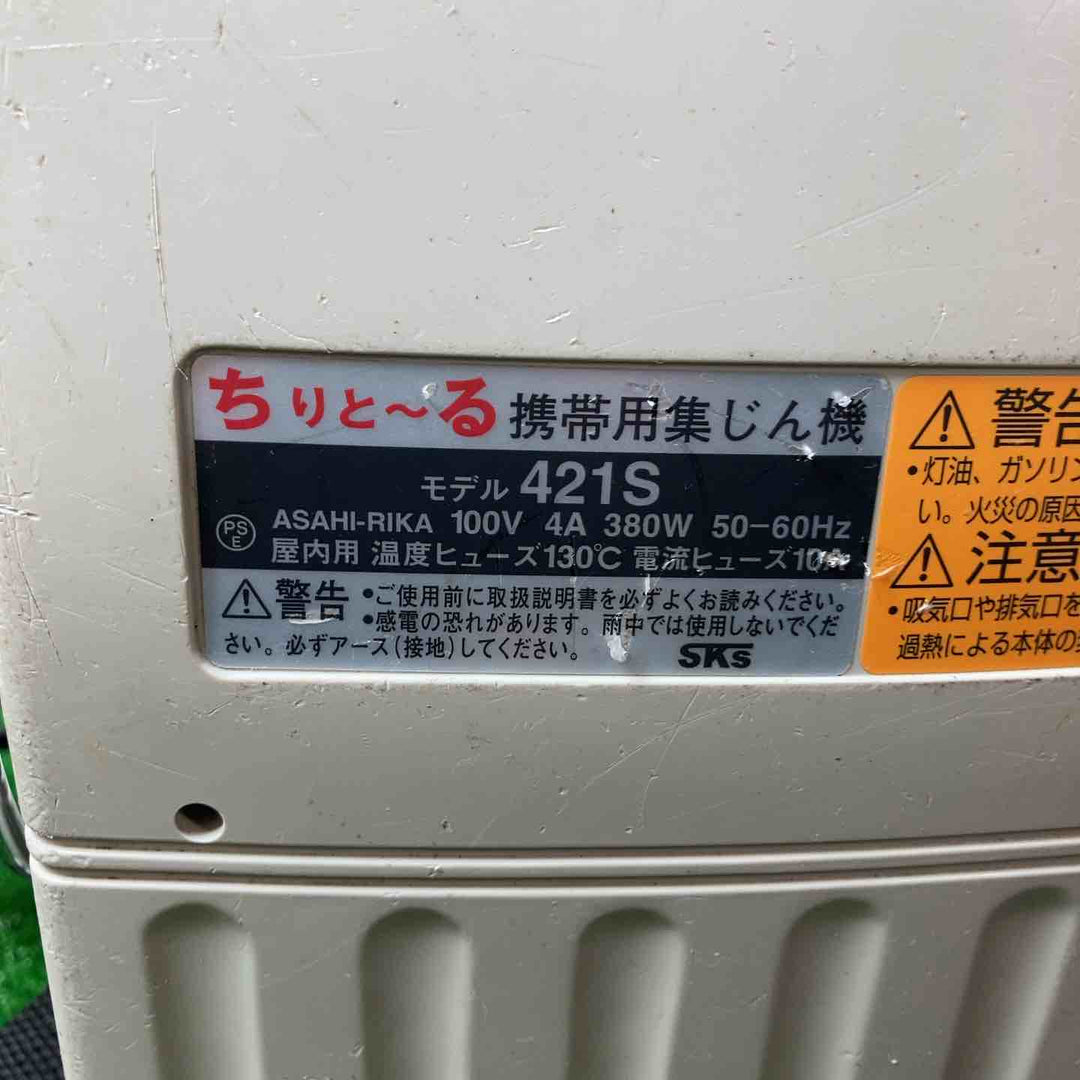 ちりと～る 携帯用集じん機
モデル 421S
PS
E
ASAHI-RIKA 100V 4A 380W 50-60Hz
屋内用 温度ヒューズ130℃ 電流ヒューズ10A
警告 •ご使用前に取扱説明書を必ずよくお読みください。
•感電の恐れがあります。雨中では使用しないでくだ
さい。必ずアース(接地)してください。
SKs
警告
•灯油、ガソリン
い。火災の原因
注意
•吸気口や排気口を
過熱による本体の